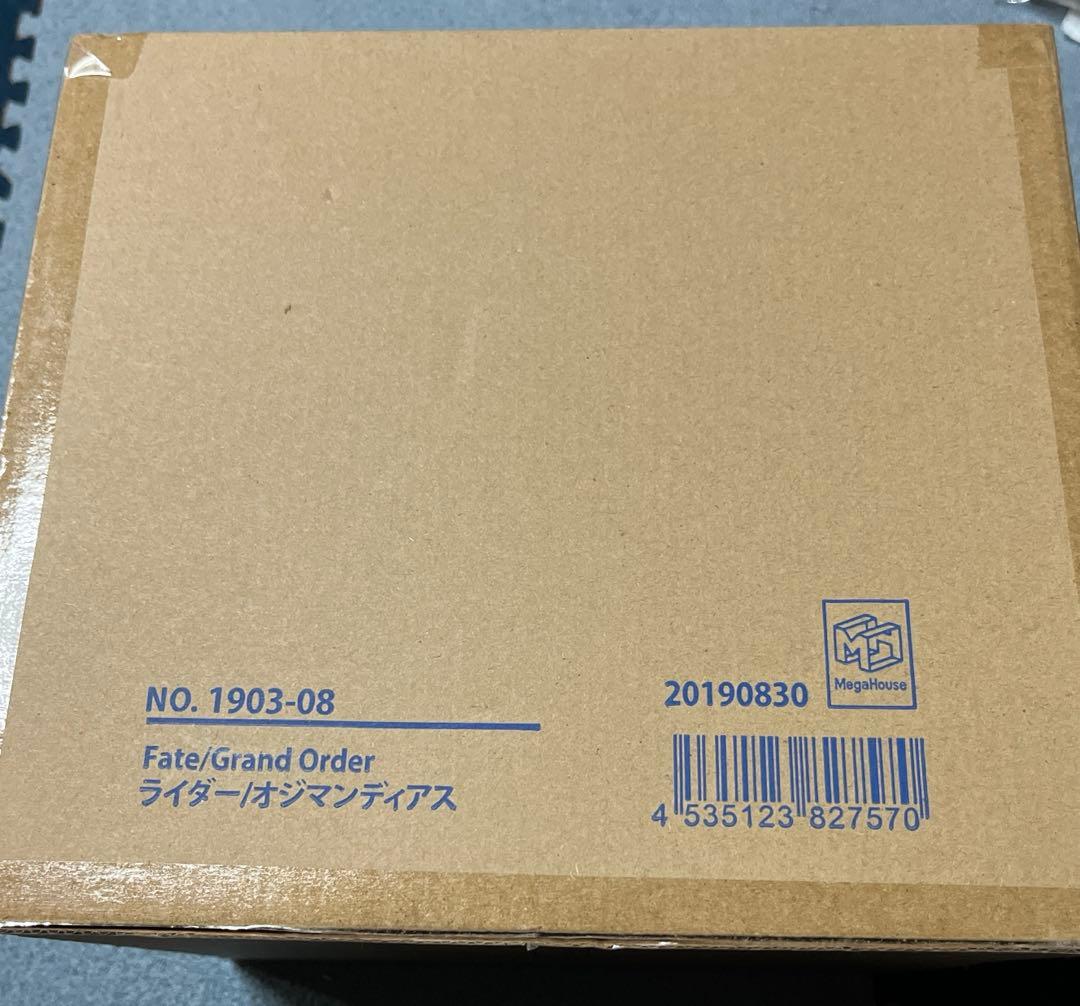 NO. 1903-08
Fate/Grand Order
ライダー/オジマンディアス
20190830
MegaHouse
4 535123 827570